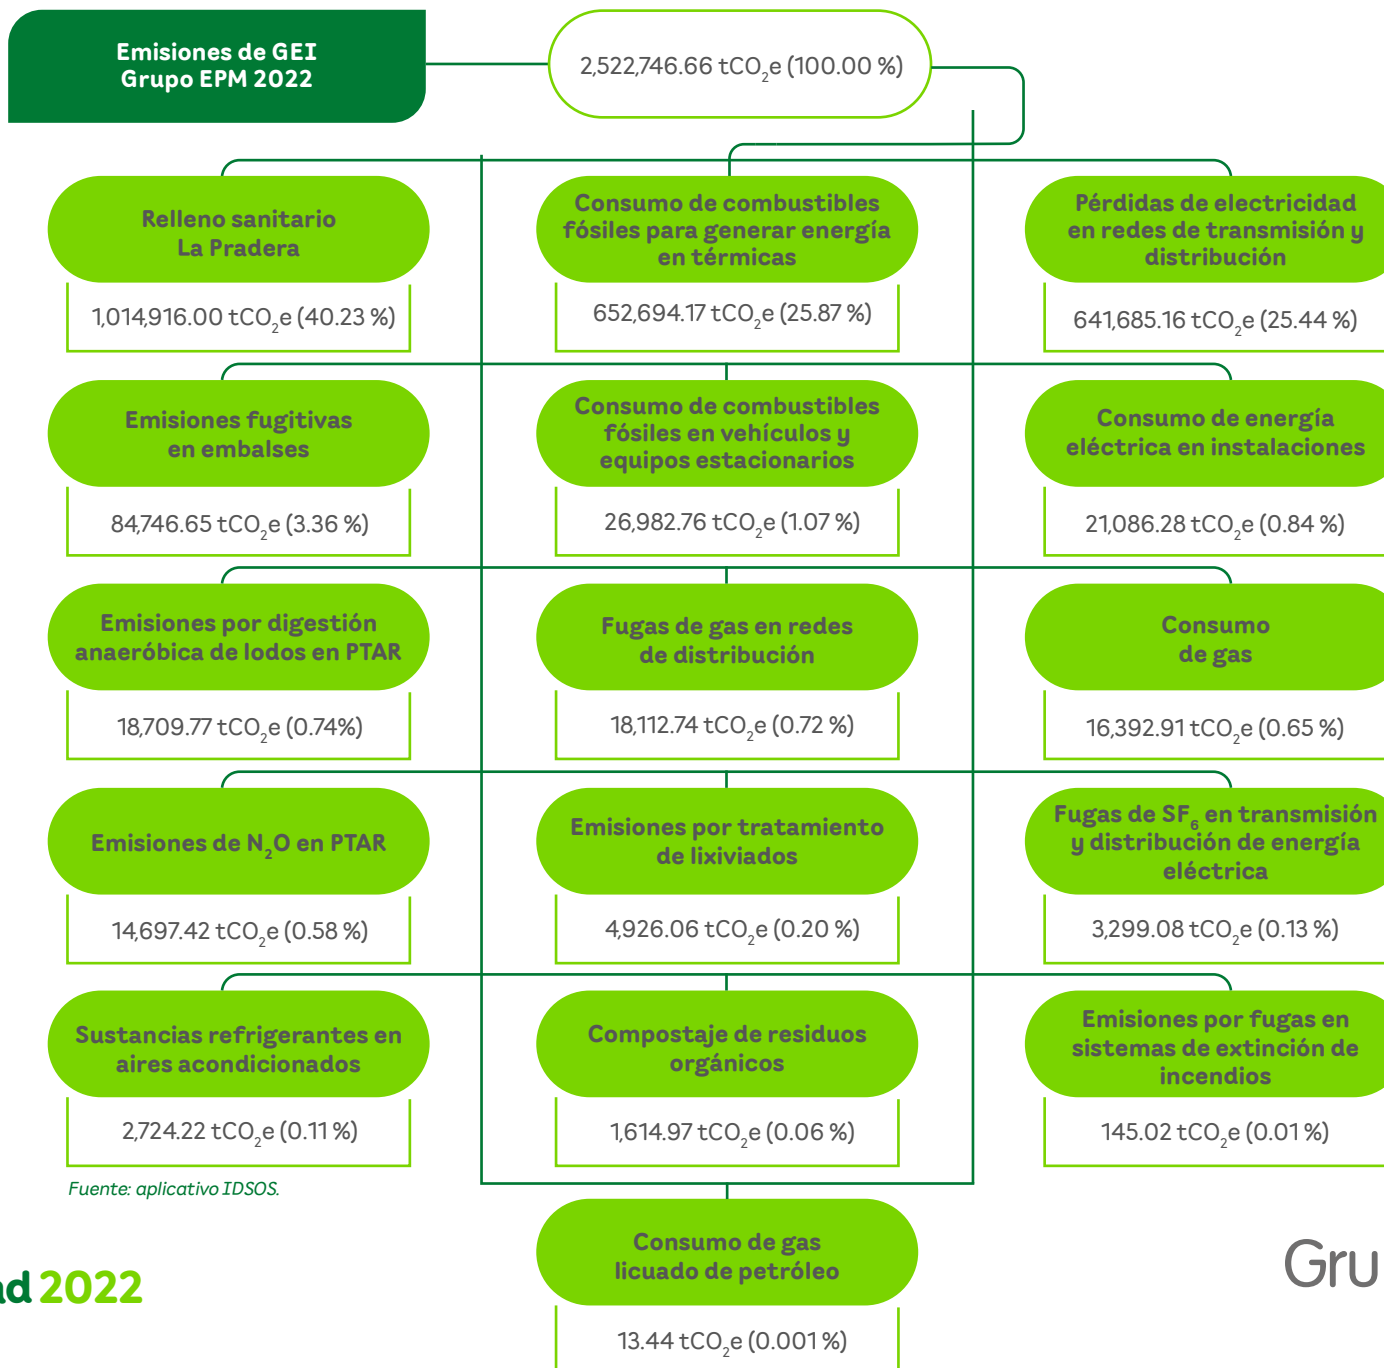 Emisiones de GEI
Grupo EPM 2022
2,522,746.66 tCO₂e (100.00 %)
Relleno sanitario
La Pradera
1,014,916.00 tCO₂e (40.23 %)
Consumo de combustibles
fósiles para generar energía
en térmicas
652,694.17 tCO₂e (25.87 %)
Pérdidas de electricidad
en redes de transmisión y
distribución
641,685.16 tCO₂e (25.44 %)
Emisiones fugitivas
en embalses
84,746.65 tCO₂e (3.36 %)
Consumo de combustibles
fósiles en vehículos y
equipos estacionarios
26,982.76 tCO₂e (1.07 %)
Consumo de energía
eléctrica en instalaciones
21,086.28 tCO₂e (0.84 %)
Emisiones por digestión
anaeróbica de lodos en PTAR
18,709.77 tCO₂e (0.74%)
Fugas de gas en redes
de distribución
18,112.74 tCO₂e (0.72 %)
Consumo
de gas
16,392.91 tCO₂e (0.65 %)
Emisiones de N₂O en PTAR
14,697.42 tCO₂e (0.58 %)
Emisiones por tratamiento
de lixiviados
4,926.06 tCO₂e (0.20 %)
Fugas de SF₆ en transmisión
y distribución de energía
eléctrica
3,299.08 tCO₂e (0.13 %)
Sustancias refrigerantes en
aires acondicionados
2,724.22 tCO₂e (0.11 %)
Compostaje de residuos
orgánicos
1,614.97 tCO₂e (0.06 %)
Emisiones por fugas en
sistemas de extinción de
incendios
145.02 tCO₂e (0.01 %)
Fuente: aplicativo IDSOS.
Consumo de gas
licuado de petróleo
13.44 tCO₂e (0.001 %)
ad 2022
Gru